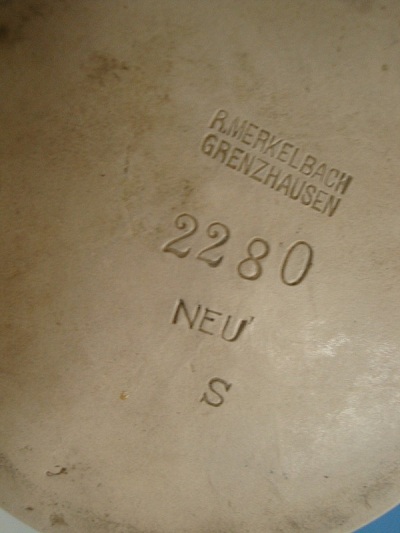 R.MERKELBACH
GRENZHAUSEN
2280
NEU
S